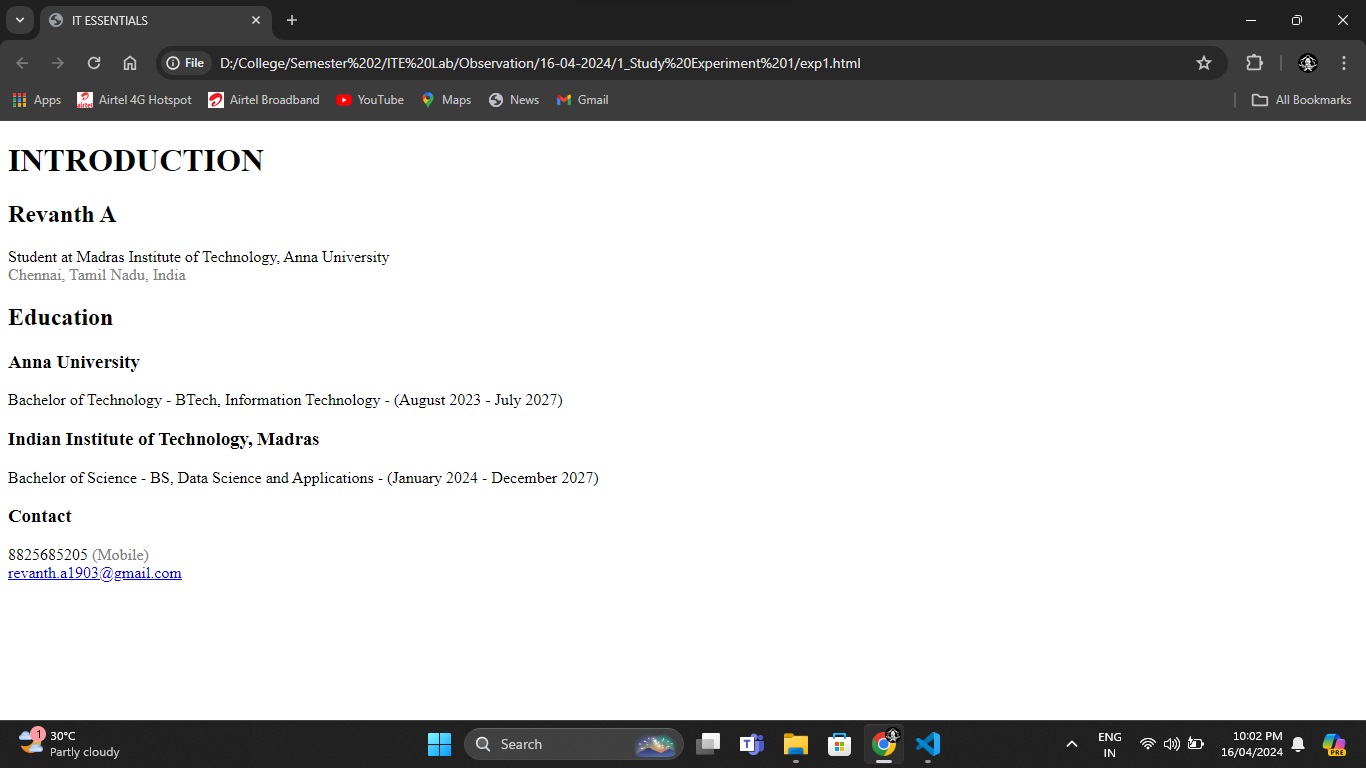 IT ESSENTIALS
File
D:/College/Semester%202/ITE%20Lab/Observation/16-04-2024/1_Study%20Experiment%201/exp1.html
Apps
airtel
Airtel 4G Hotspot
Airtel Broadband
YouTube
Maps
News
Gmail
All Bookmarks
INTRODUCTION
Revanth A
Student at Madras Institute of Technology, Anna University
Chennai, Tamil Nadu, India
Education
Anna University
Bachelor of Technology - BTech, Information Technology - (August 2023 - July 2027)
Indian Institute of Technology, Madras
Bachelor of Science - BS, Data Science and Applications - (January 2024 - December 2027)
Contact
8825685205 (Mobile)
revanth.a1903@gmail.com
1
30°C
Partly cloudy
Search
ENG
IN
10:02 PM
16/04/2024
PRE